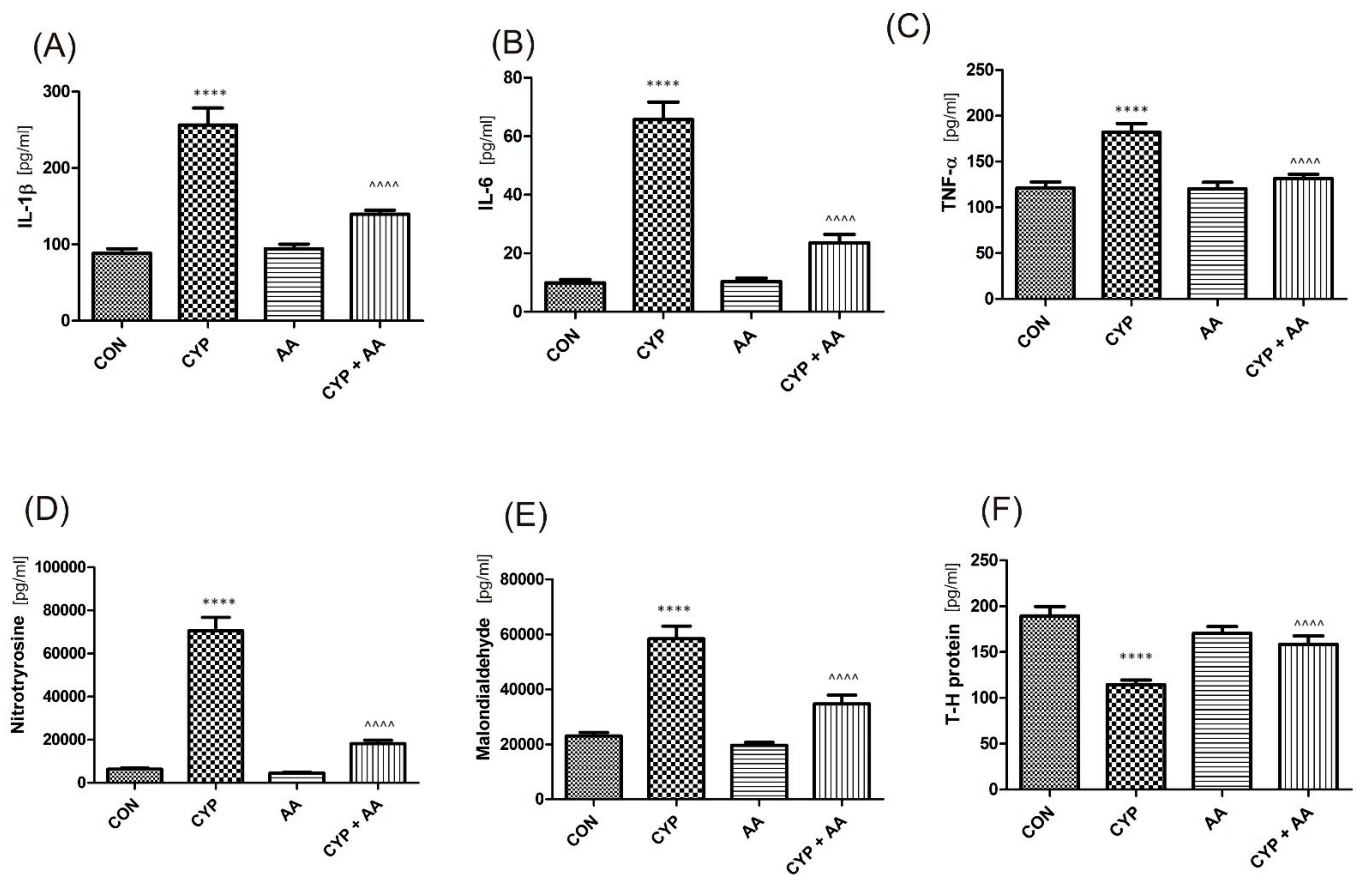 (A)
IL-1β [pg/ml]
300
200
100
0
****
^^^^
CON
CYP
AA
CYP + AA
(B)
IL-6 [pg/ml]
80
60
40
20
0
****
^^^^
CON
CYP
AA
CYP + AA
(C)
TNF-α [pg/ml]
250
200
150
100
50
0
****
^^^^
CON
CYP
AA
CYP + AA
(D)
Nitrotryrosine [pg/ml]
100000
80000
60000
40000
20000
0
****
^^^^
CON
CYP
AA
CYP + AA
(E)
Malondialdehyde [pg/ml]
80000
60000
40000
20000
0
****
^^^^
CON
CYP
AA
CYP + AA
(F)
T-H protein [pg/ml]
250
200
150
100
50
0
****
^^^^
CON
CYP
AA
CYP + AA